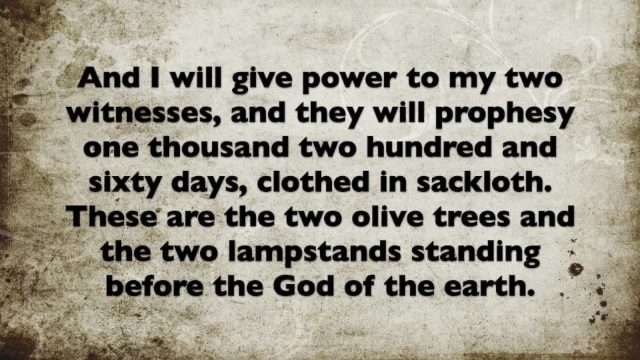 And I will give power to my two
witnesses, and they will prophesy
one thousand two hundred and
sixty days, clothed in sackloth.
These are the two olive trees and
the two lampstands standing
before the God of the earth.